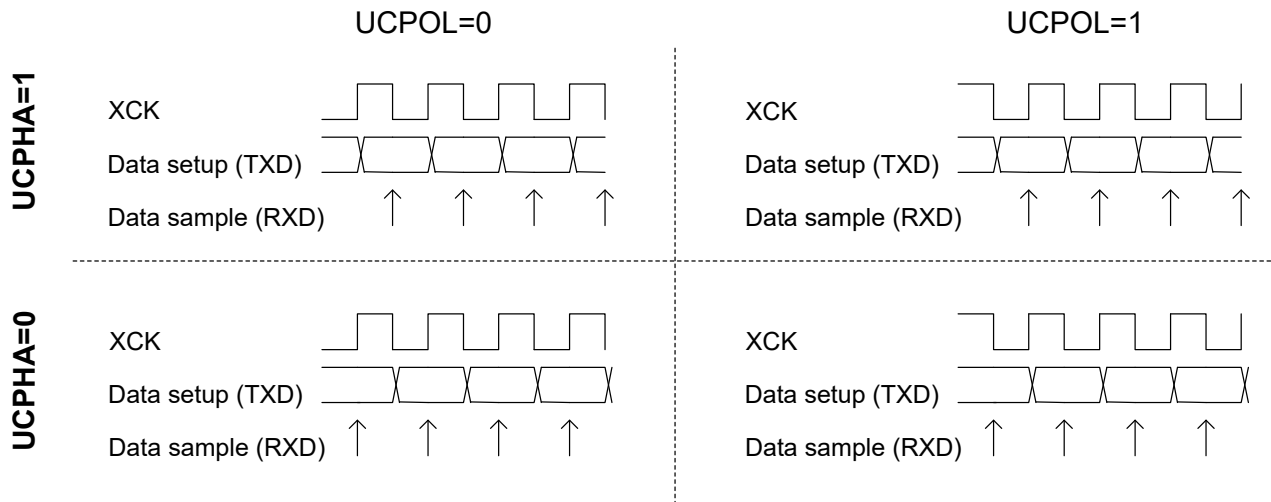 UCPOL=0
UCPOL=1
UCPHA=1
XCK
Data setup (TXD)
Data sample (RXD)
XCK
Data setup (TXD)
Data sample (RXD)
UCPHA=0
XCK
Data setup (TXD)
Data sample (RXD)
XCK
Data setup (TXD)
Data sample (RXD)